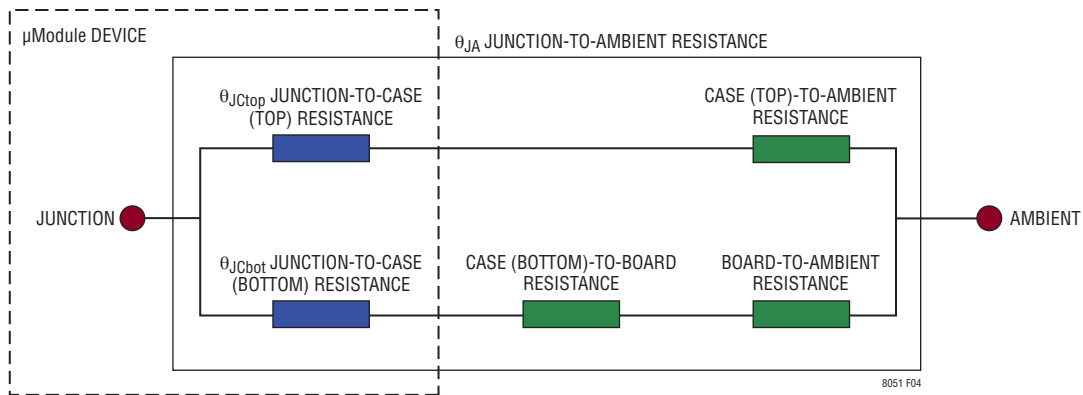 µModule DEVICE
θJA JUNCTION-TO-AMBIENT RESISTANCE
θJCtop JUNCTION-TO-CASE
(TOP) RESISTANCE
CASE (TOP)-TO-AMBIENT
RESISTANCE
JUNCTION
AMBIENT
θJCbot JUNCTION-TO-CASE
(BOTTOM) RESISTANCE
CASE (BOTTOM)-TO-BOARD
RESISTANCE
BOARD-TO-AMBIENT
RESISTANCE
8051 F04